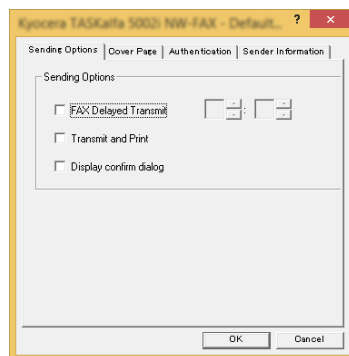 Kyocera TASKalfa 5002i NW-FAX - Default... ?
Sending Options Cover Page Authentication Sender Information
Sending Options
FAX Delayed Transmit :
Transmit and Print
Display confirm dialog
OK Cancel